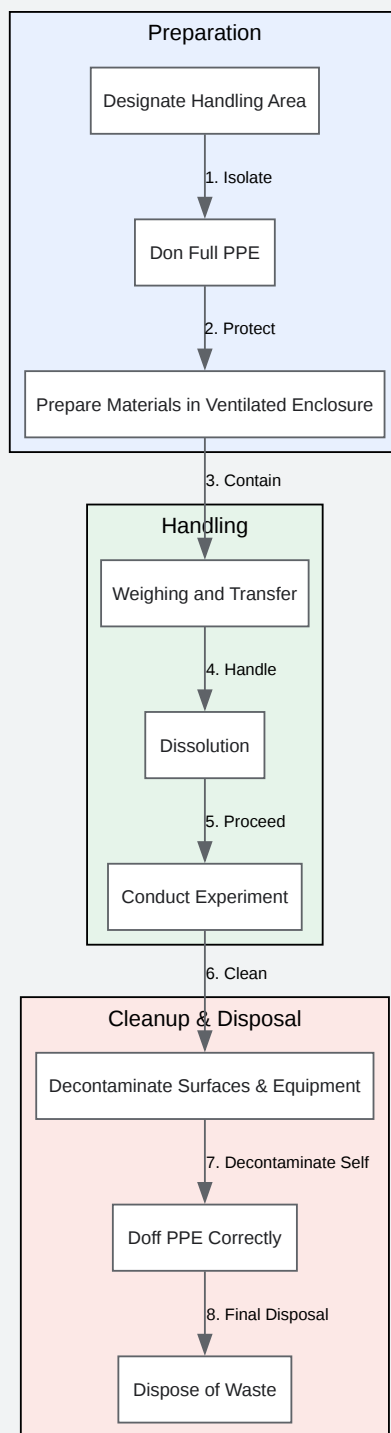 Preparation
Designate Handling Area
1. Isolate
Don Full PPE
2. Protect
Prepare Materials in Ventilated Enclosure
3. Contain
Handling
Weighing and Transfer
4. Handle
Dissolution
5. Proceed
Conduct Experiment
6. Clean
Cleanup & Disposal
Decontaminate Surfaces & Equipment
7. Decontaminate Self
Doff PPE Correctly
8. Final Disposal
Dispose of Waste